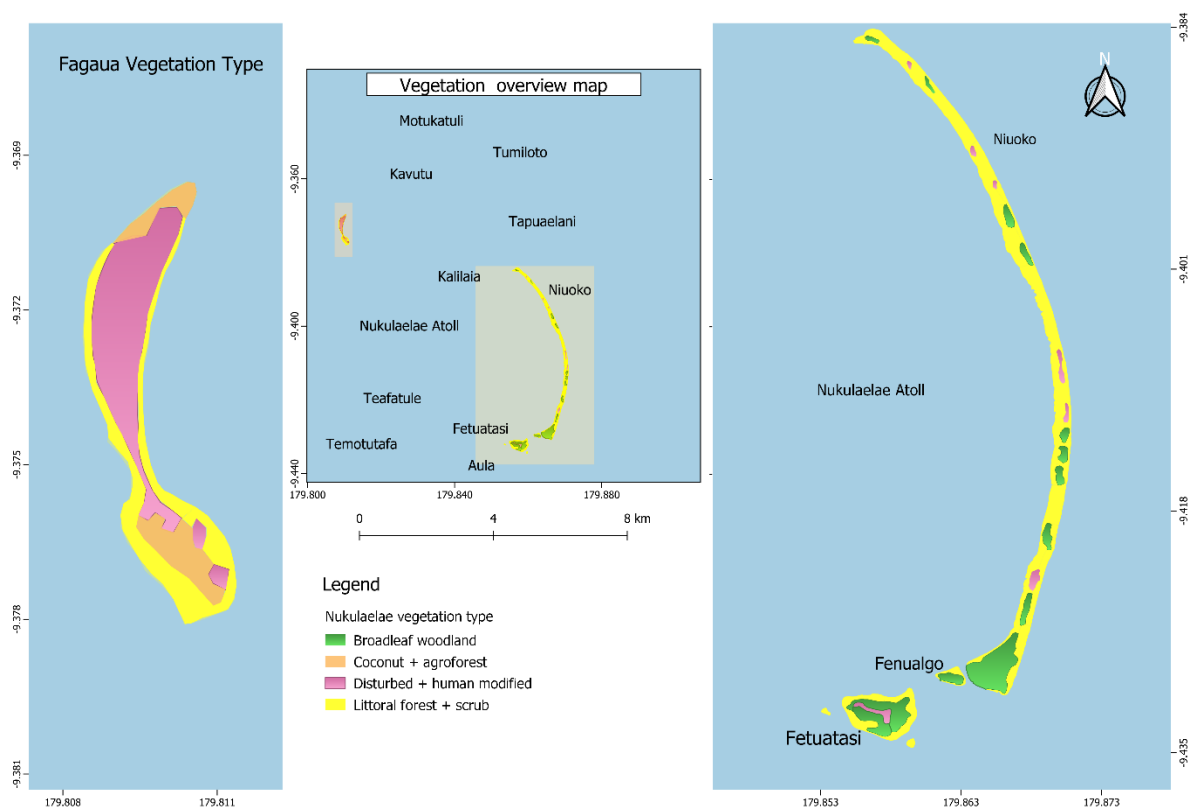 Fagaua Vegetation Type
-9.369
-9.372
-9.375
-9.378
-9.381
179.808
179.811
Vegetation overview map
Motukatuli
Tumiloto
Kavutu
Tapuaelani
Kalilaia
Niuoko
Nukulaelae Atoll
Teafatule
Fetuatasi
Temotutafa
Aula
-9.360
-9.400
-9.440
179.800
179.840
179.880
0
4
8 km
Legend
Nukulaelae vegetation type
Broadleaf woodland
Coconut + agroforest
Disturbed + human modified
Littoral forest + scrub
N
Niuoko
Nukulaelae Atoll
Fenualgo
Fetuatasi
-9.384
-9.401
-9.418
-9.435
179.853
179.863
179.873